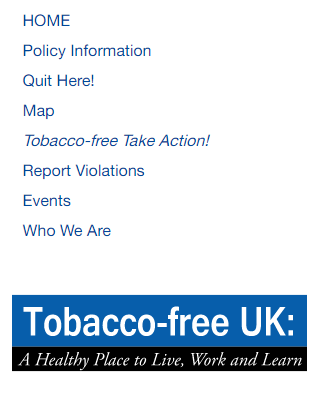 HOME
Policy Information
Quit Here!
Map
Tobacco-free Take Action!
Report Violations
Events
Who We Are
Tobacco-free UK:
A Healthy Place to Live, Work and Learn